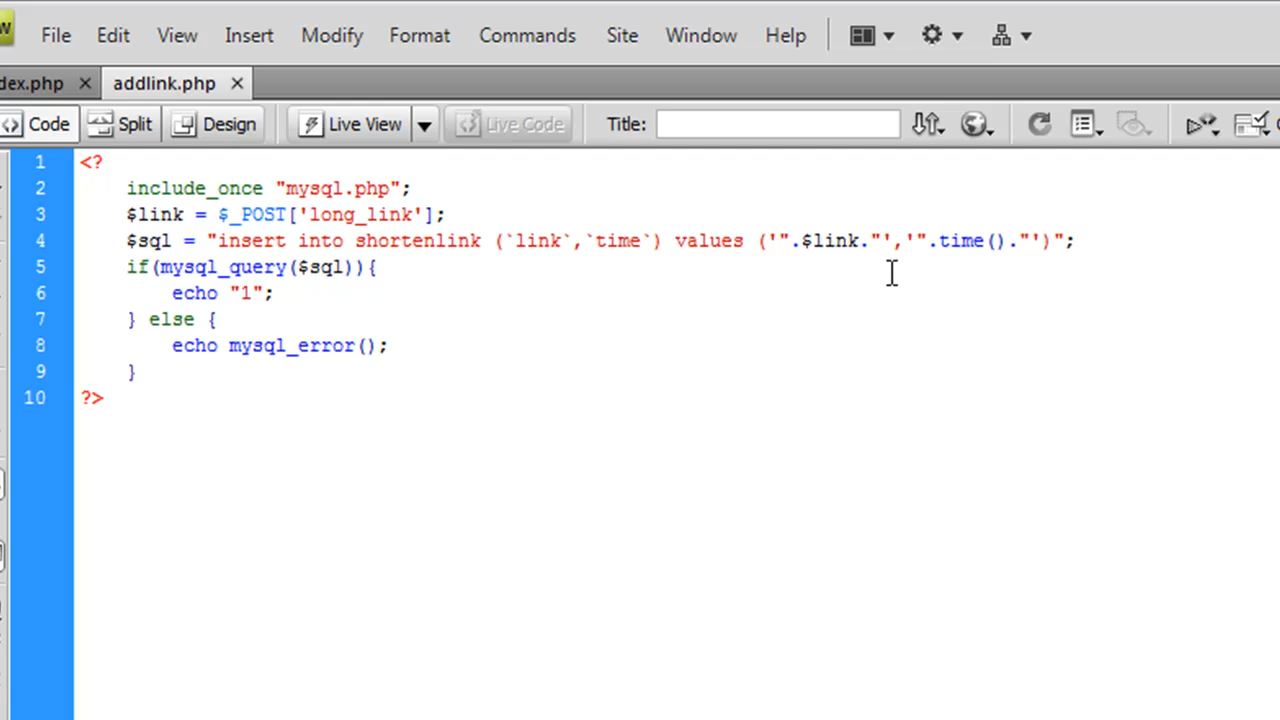 W File Edit View Insert Modify Format Commands Site Window Help
dex.php × addlink.php ×
<> Code Split Design Live View Live Code Title:
1 <?
2 include_once "mysql.php";
3 $link = $_POST['long_link'];
4 $sql = "insert into shortenlink (`link`,`time`) values ('".$link."','".time()."')";
5 if(mysql_query($sql)){
6 echo "1";
7 } else {
8 echo mysql_error();
9 }
10 ?>